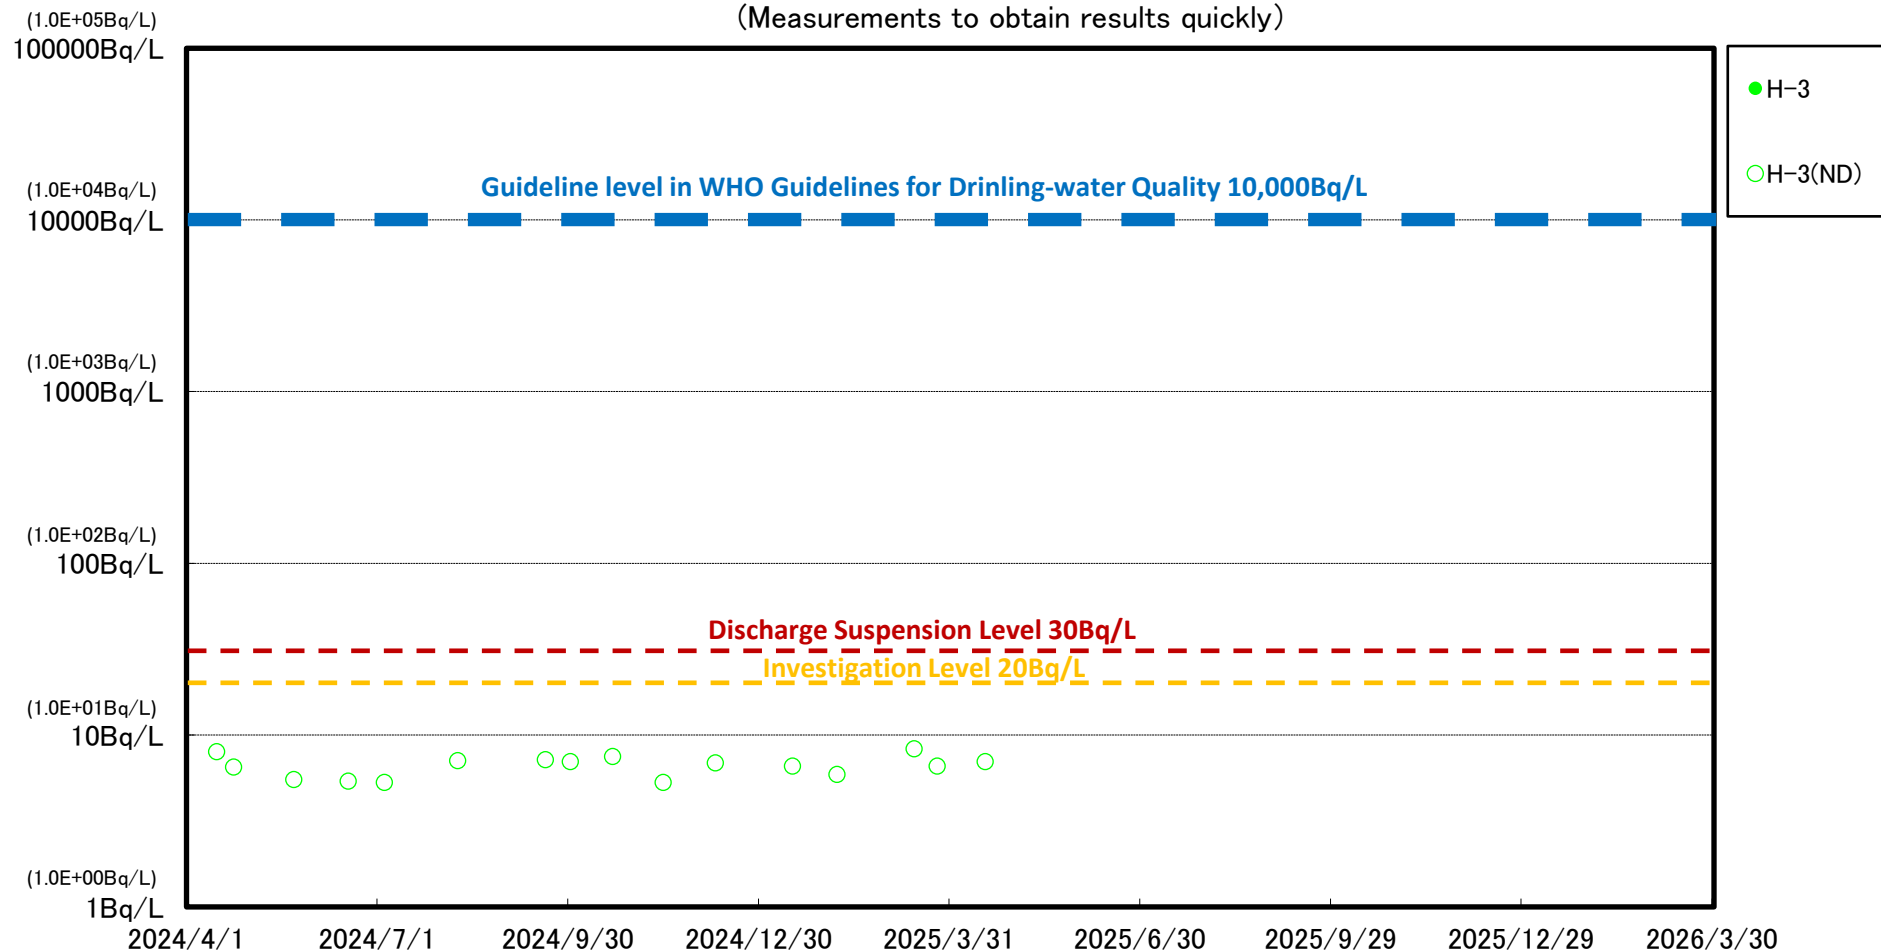 (Measurements to obtain results quickly)
(1.0E+05Bq/L)
100000Bq/L
(1.0E+04Bq/L)
10000Bq/L
(1.0E+03Bq/L)
1000Bq/L
(1.0E+02Bq/L)
100Bq/L
(1.0E+01Bq/L)
10Bq/L
(1.0E+00Bq/L)
1Bq/L
Guideline level in WHO Guidelines for Drinling-water Quality 10,000Bq/L
Discharge Suspension Level 30Bq/L
Investigation Level 20Bq/L
2024/4/1 2024/7/1 2024/9/30 2024/12/30 2025/3/31 2025/6/30 2025/9/29 2025/12/29 2026/3/30
H-3
H-3(ND)